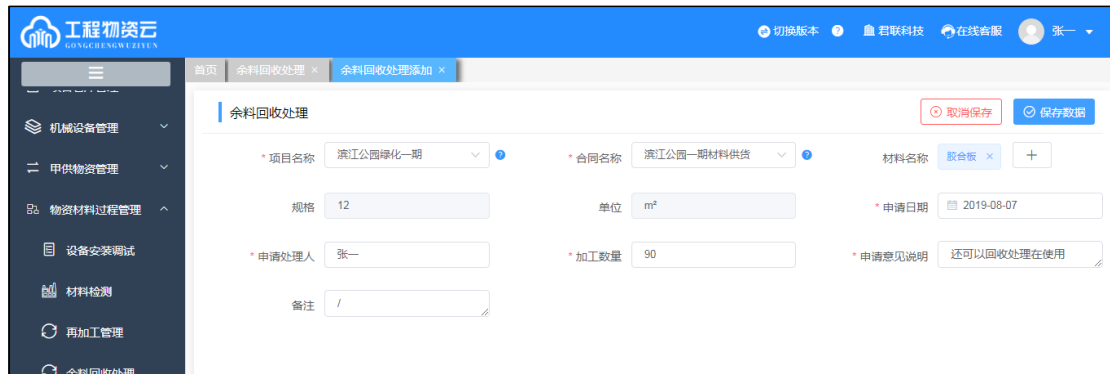 工程物资云
GONGCHENGWUZIYUN
切换版本 君联科技 在线客服 张一
首页 余料回收处理 × 余料回收处理添加 ×
机械设备管理
甲供物资管理
物资材料过程管理
设备安装调试
材料检测
再加工管理
余料回收处理
余料回收处理 取消保存 保存数据
* 项目名称 滨江公园绿化一期 * 合同名称 滨江公园一期材料供货 材料名称 胶合板 × +
规格 12 单位 m² * 申请日期 2019-08-07
* 申请处理人 张一 * 加工数量 90 * 申请意见说明 还可以回收处理在使用
备注 /